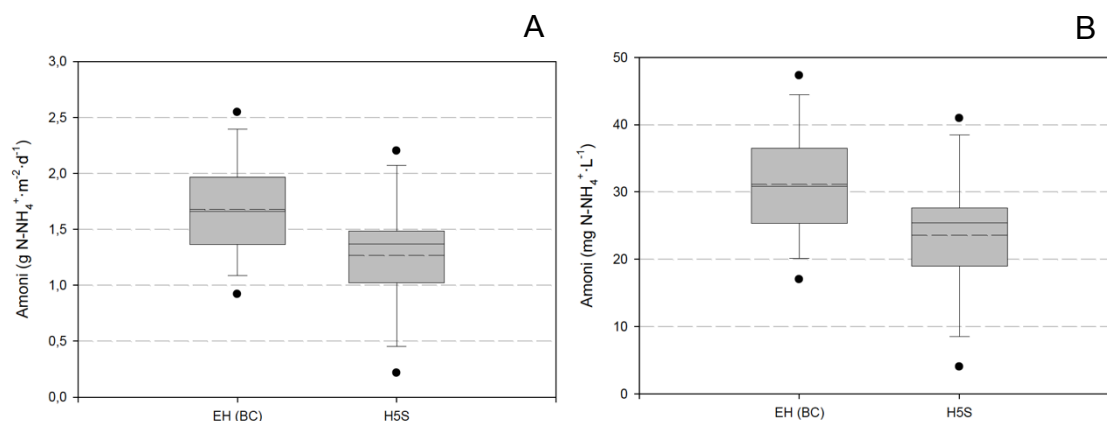 A
Amoni (g N-NH₄⁺·m⁻²·d⁻¹)
3,0
2,5
2,0
1,5
1,0
0,5
0,0
EH (BC) H5S
B
Amoni (mg N-NH₄⁺·L⁻¹)
50
40
30
20
10
0
EH (BC) H5S